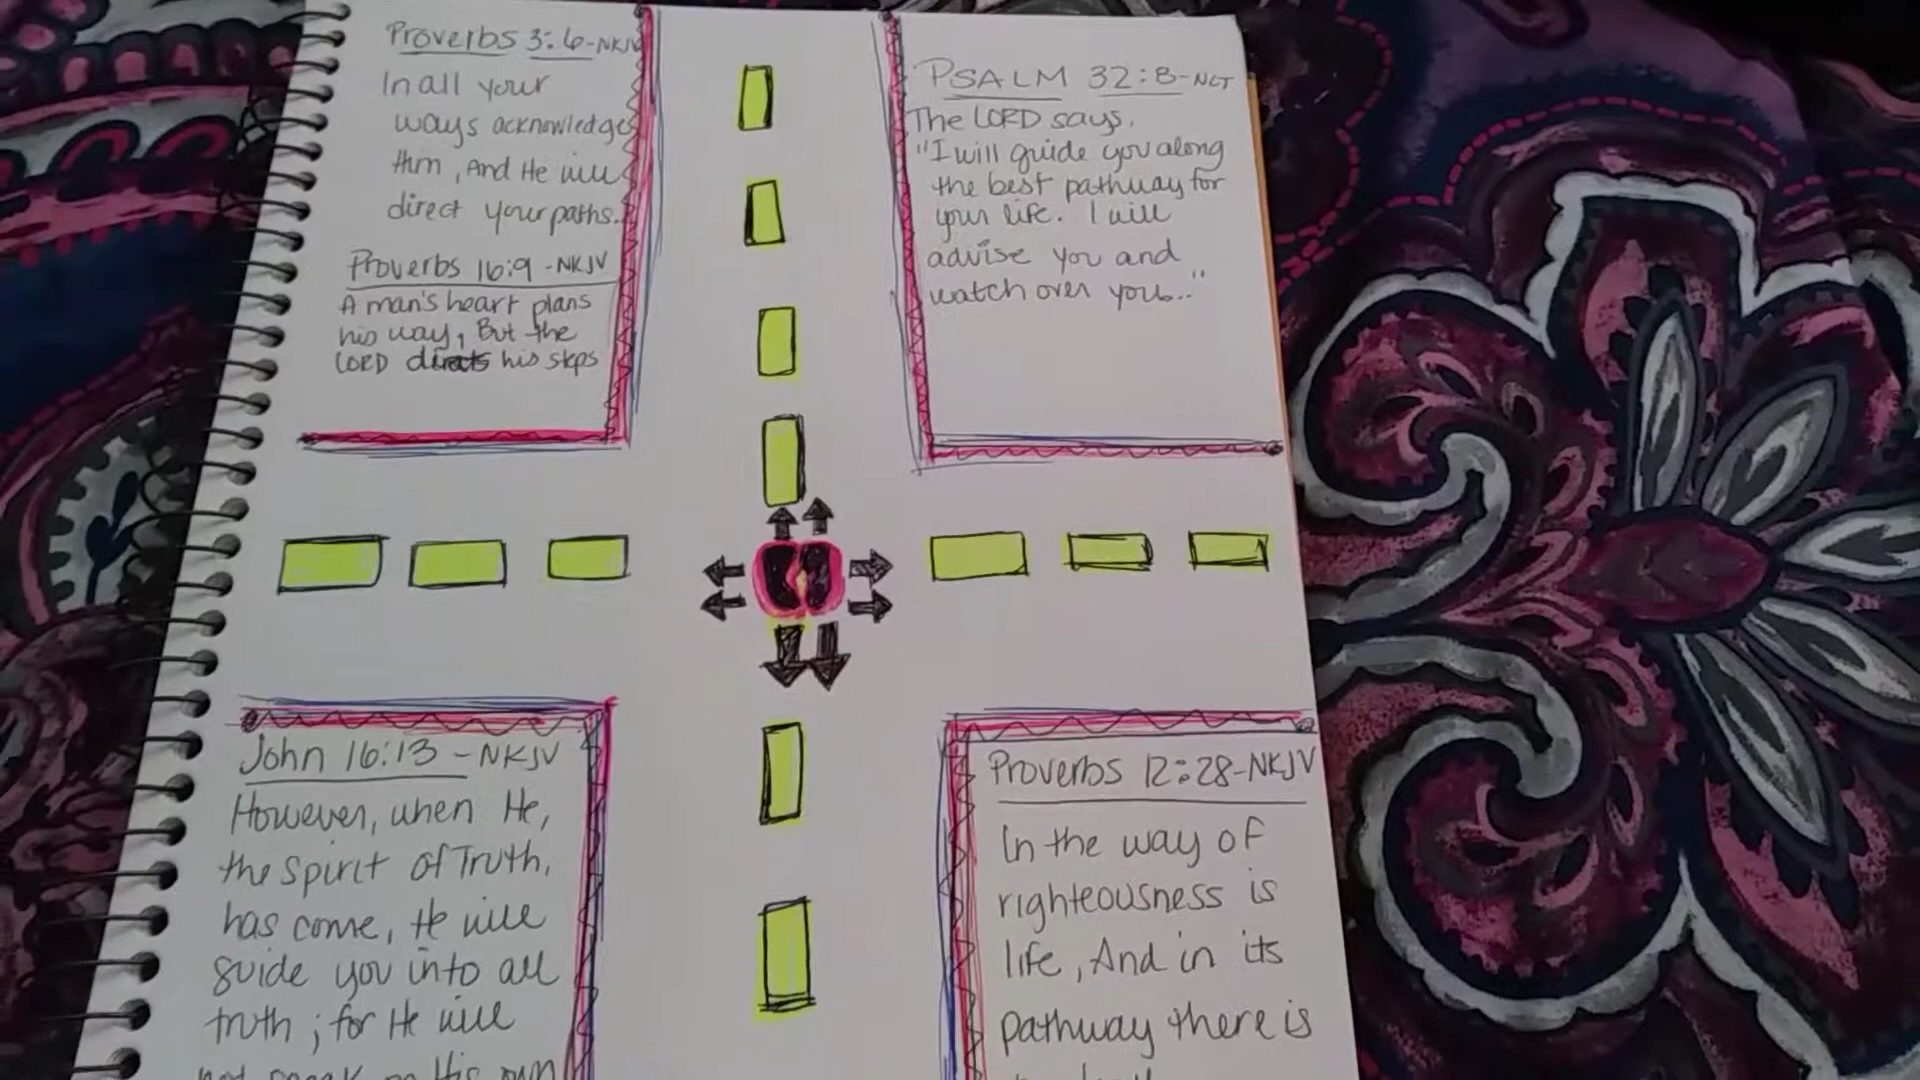 Proverbs 3:6-NKJV
In all your
ways acknowledge
Him, And He will
direct your paths.
Proverbs 16:9-NKJV
A man's heart plans
his way, But the
LORD directs his steps
PSALM 32:8-NLT
The LORD says,
"I will guide you along
the best pathway for
your life. I will
advise you and
watch over you..."
John 16:13-NKJV
However, when He,
the spirit of Truth,
has come, He will
guide you into all
truth; for He will
not speak on His own
Proverbs 12:28-NKJV
In the way of
righteousness is
life, And in its
pathway there is